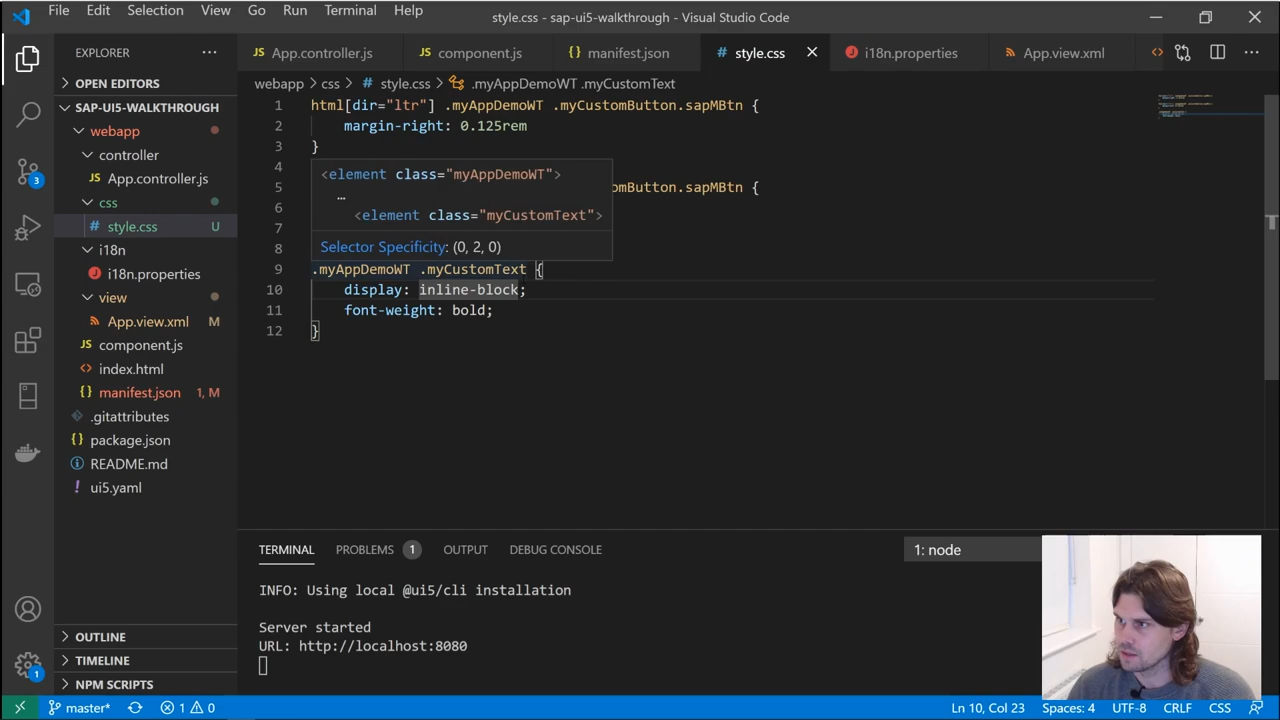 File Edit Selection View Go Run Terminal Help
style.css - sap-ui5-walkthrough - Visual Studio Code
EXPLORER
App.controller.js component.js manifest.json style.css i18n.properties App.view.xml
OPEN EDITORS
SAP-UI5-WALKTHROUGH
webapp
controller
App.controller.js
css
style.css U
i18n
i18n.properties
view
App.view.xml M
component.js
index.html
manifest.json 1, M
.gitattributes
package.json
README.md
ui5.yaml
OUTLINE
TIMELINE
NPM SCRIPTS
3
1
webapp > css > # style.css > .myAppDemoWT .myCustomText
1 html[dir="ltr"] .myAppDemoWT .myCustomButton.sapMBtn {
2 margin-right: 0.125rem
3 }
4
<element class="myAppDemoWT">
5 omButton.sapMBtn {
…
6
<element class="myCustomText">
7
8
Selector Specificity: (0, 2, 0)
9 .myAppDemoWT .myCustomText {
10 display: inline-block;
11 font-weight: bold;
12 }
TERMINAL PROBLEMS 1 OUTPUT DEBUG CONSOLE 1: node
INFO: Using local @ui5/cli installation
Server started
URL: http://localhost:8080
master* 1 0 Ln 10, Col 23 Spaces: 4 UTF-8 CRLF CSS